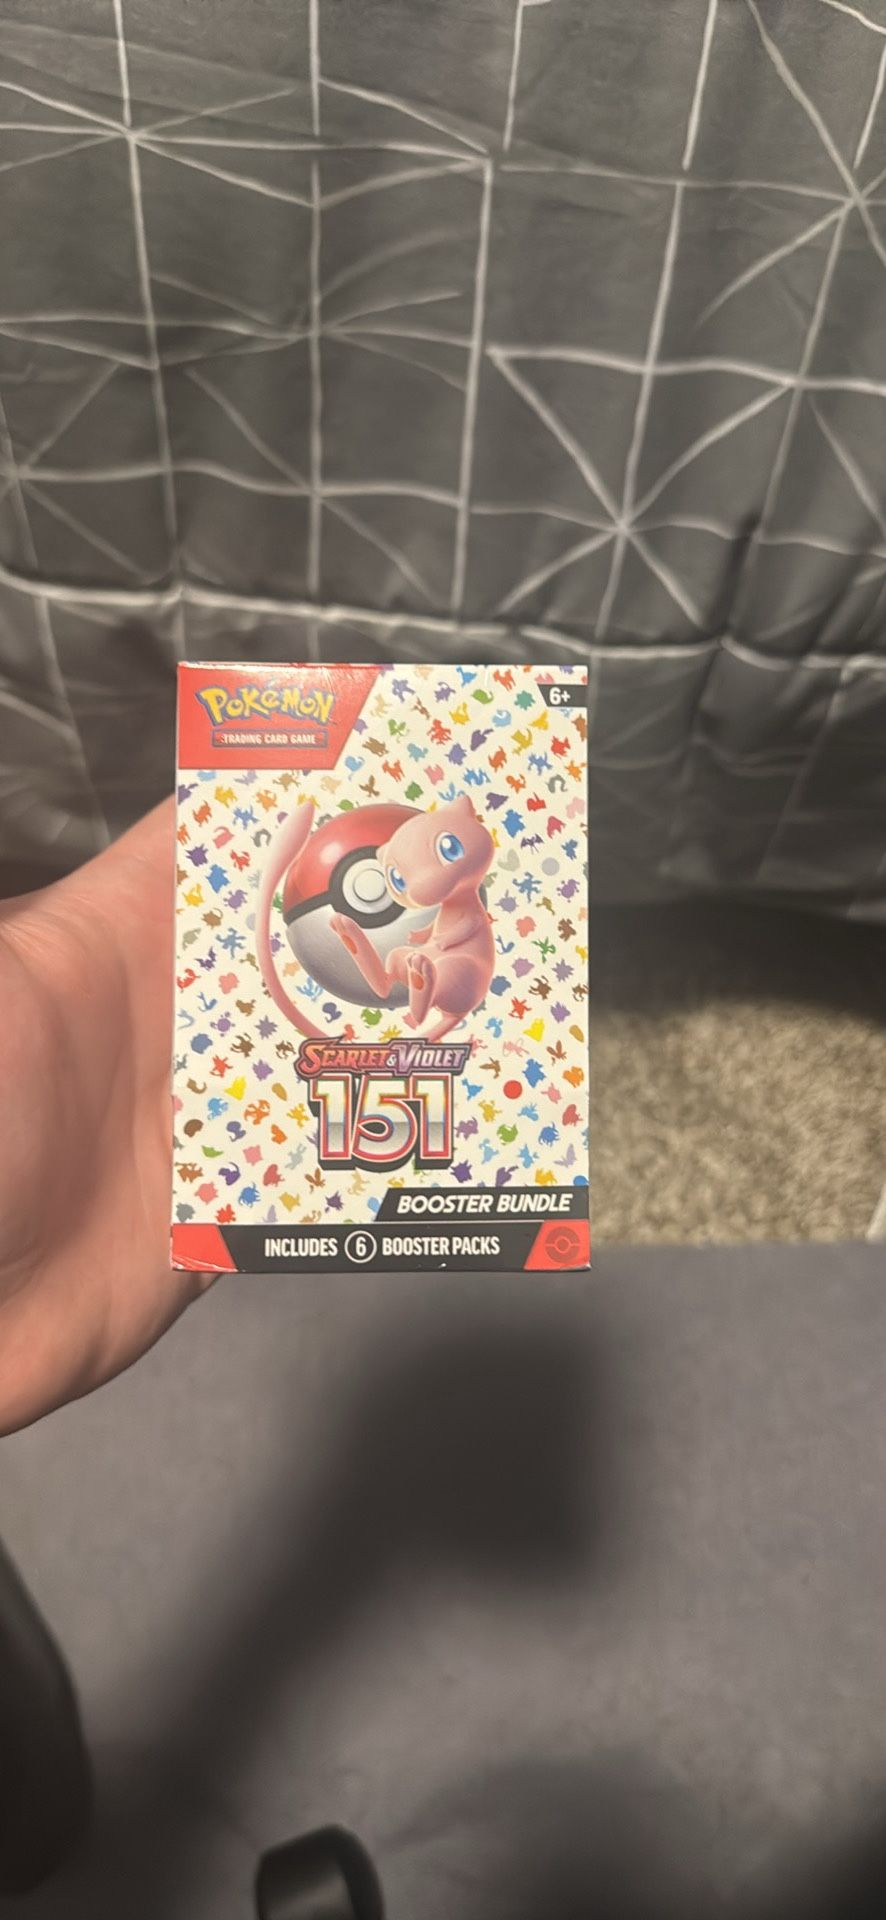 POKéMON
TRADING CARD GAME
6+
SCARLET & VIOLET
151
BOOSTER BUNDLE
INCLUDES 6 BOOSTER PACKS